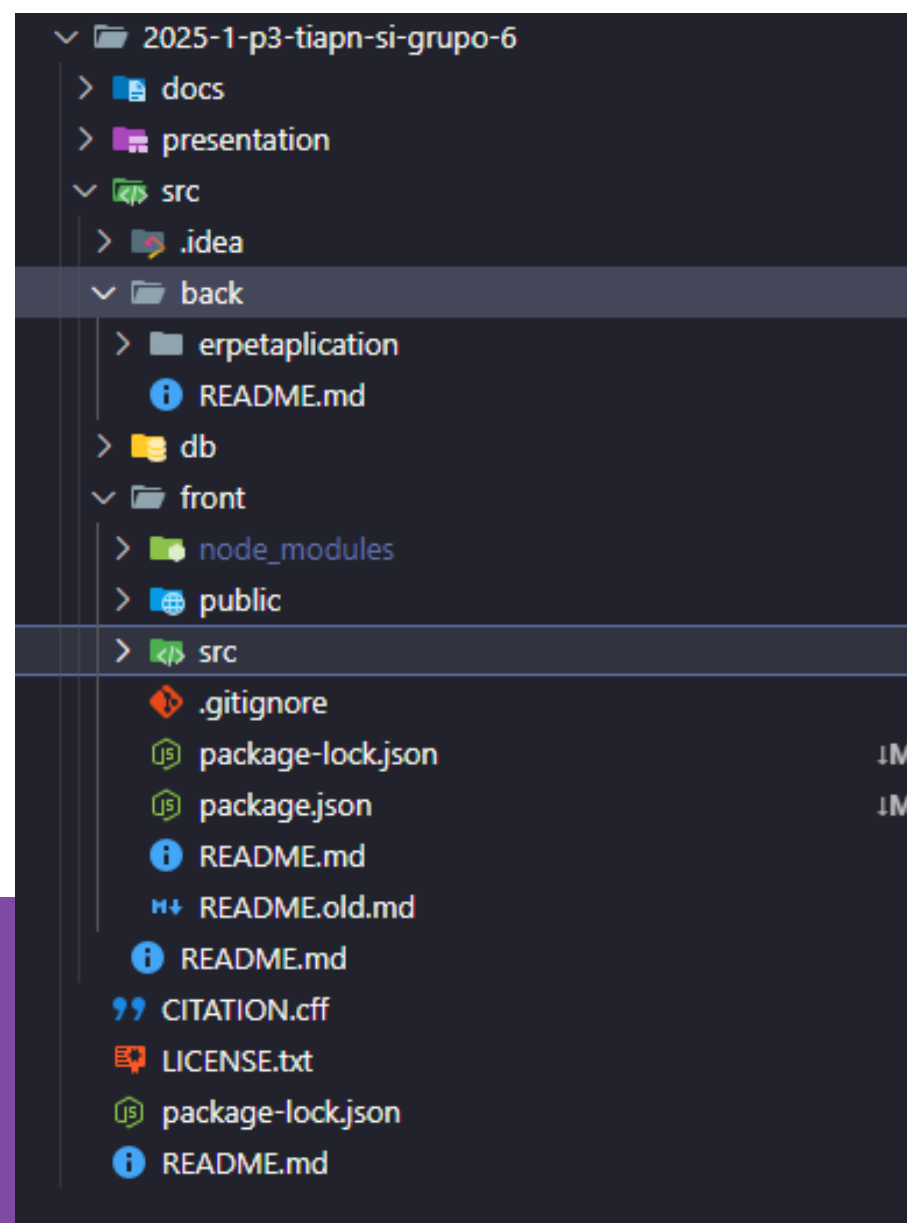 2025-1-p3-tiapn-si-grupo-6
docs
presentation
src
.idea
back
erpetaplication
README.md
db
front
node_modules
public
src
.gitignore
package-lock.json ↓M
package.json ↓M
README.md
README.old.md
README.md
CITATION.cff
LICENSE.txt
package-lock.json
README.md